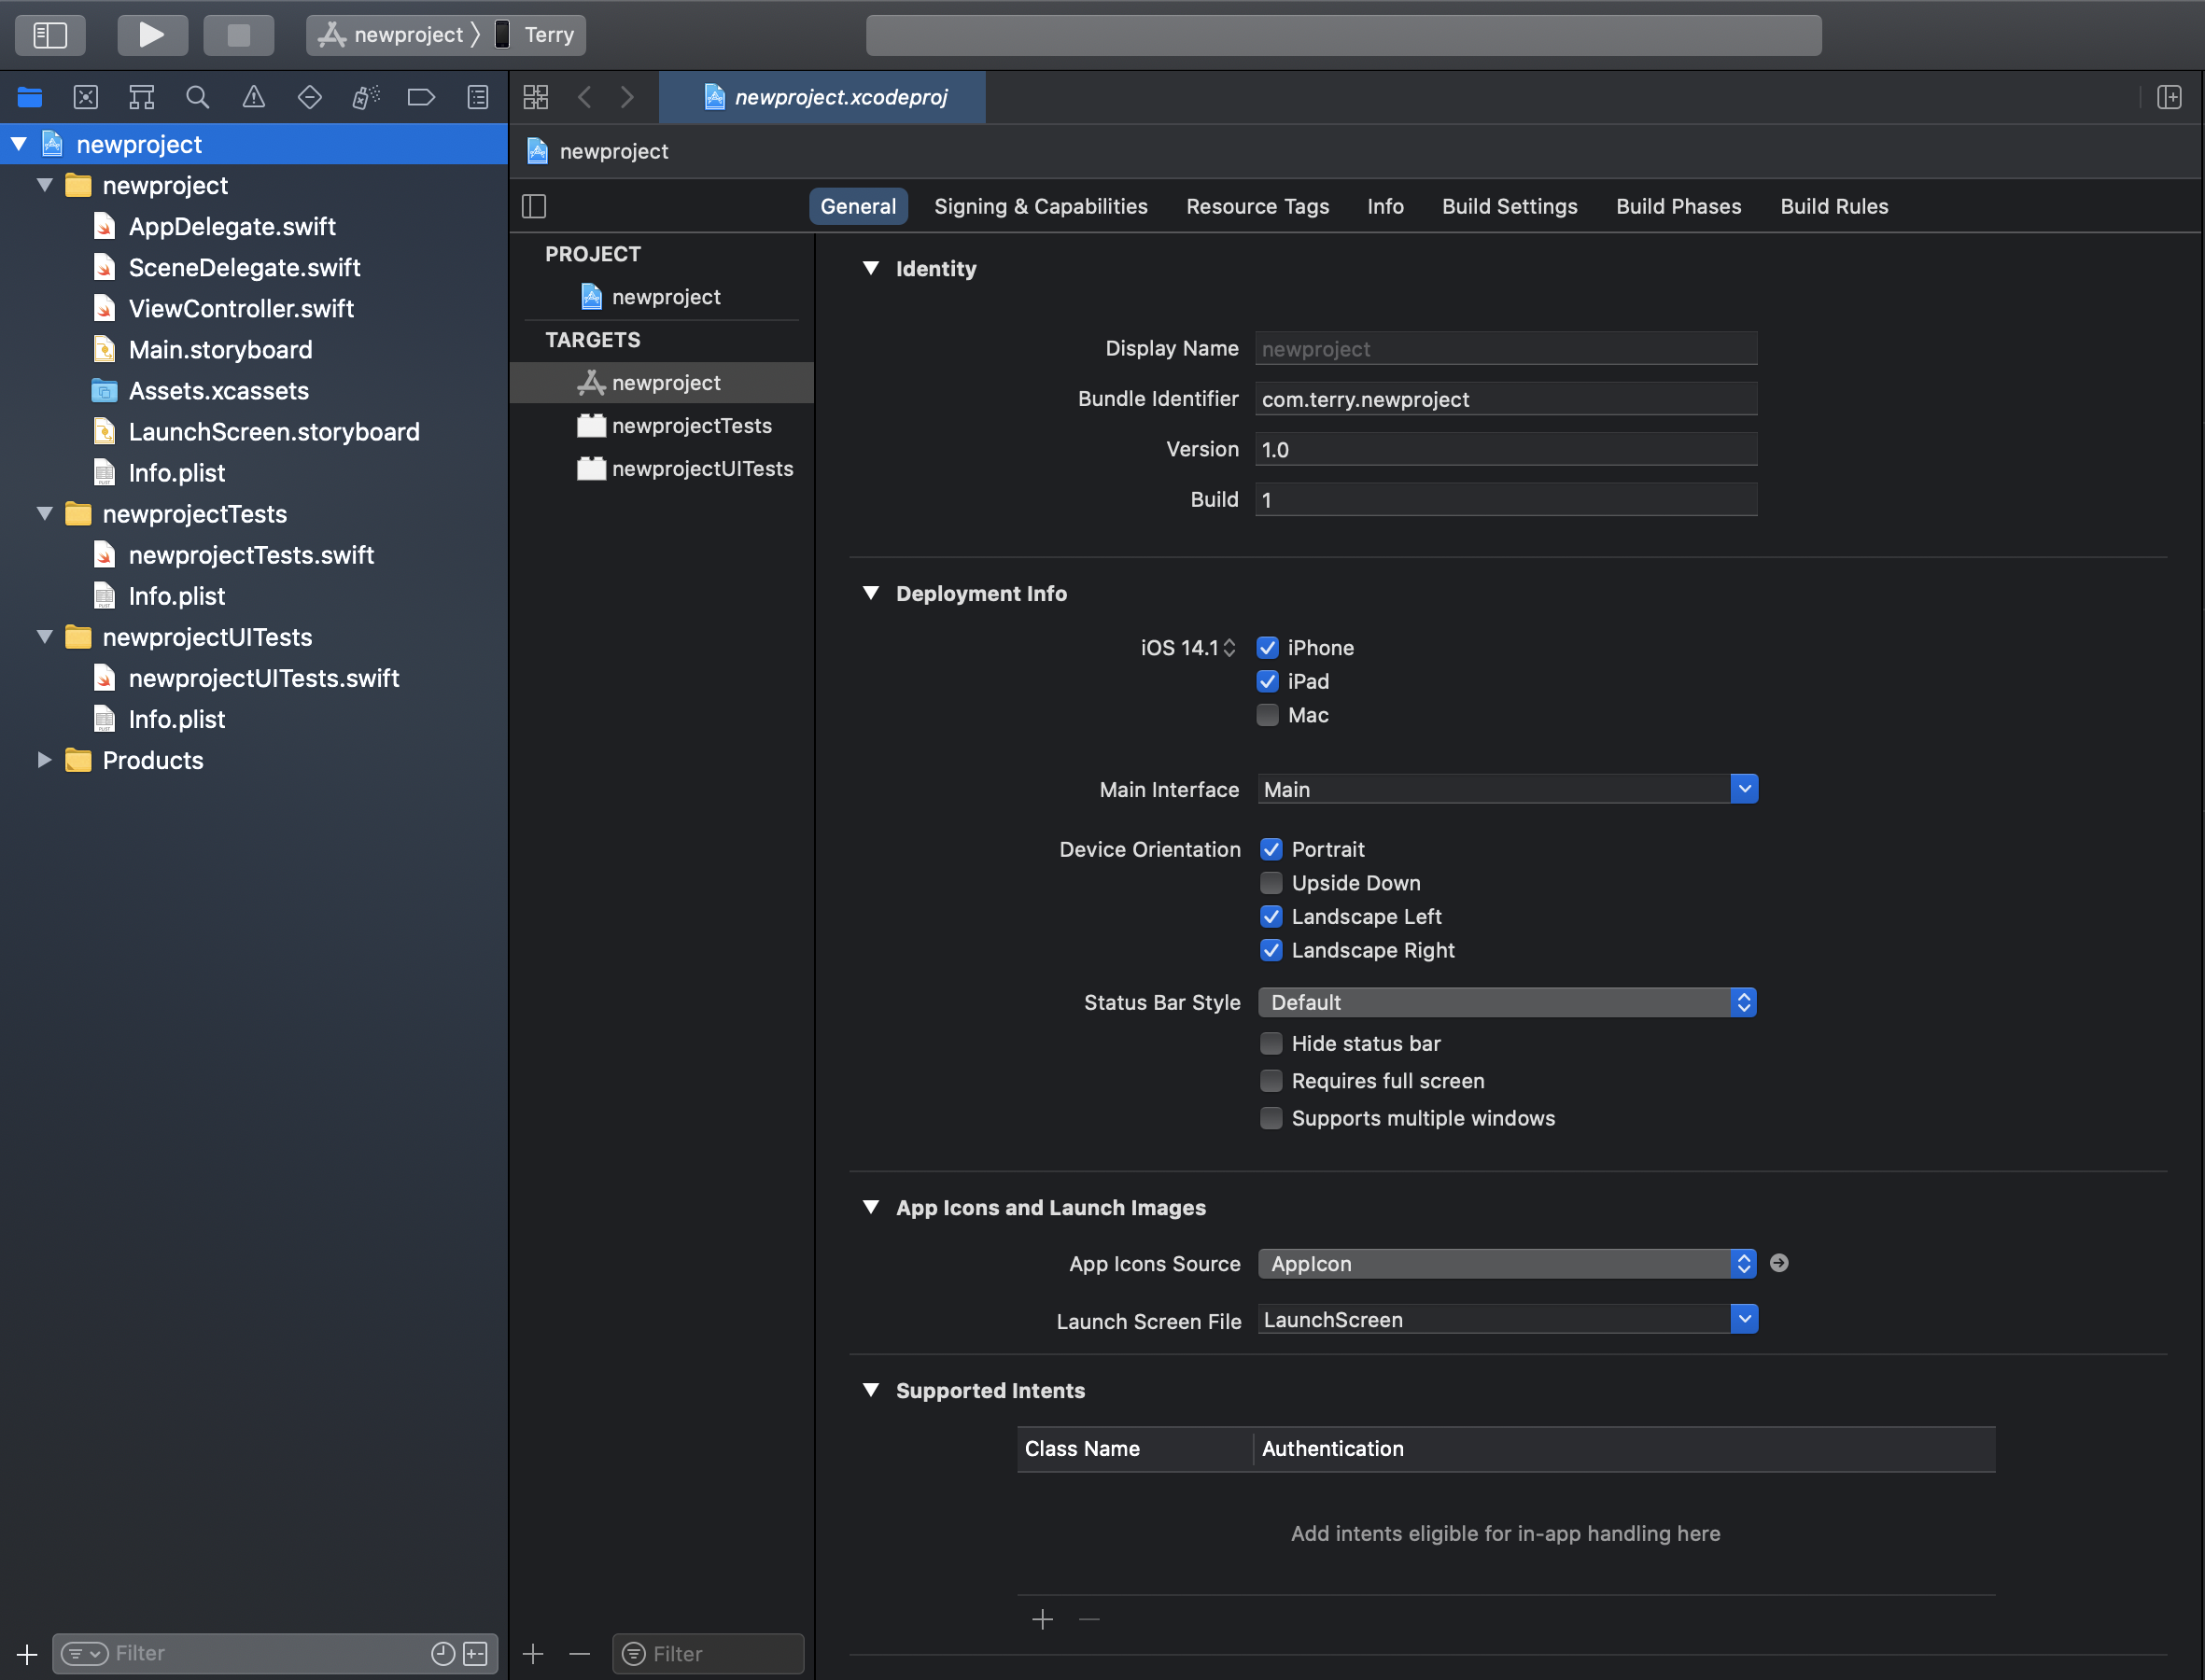 newproject 〉 Terry
newproject
newproject
AppDelegate.swift
SceneDelegate.swift
ViewController.swift
Main.storyboard
Assets.xcassets
LaunchScreen.storyboard
Info.plist
newprojectTests
newprojectTests.swift
Info.plist
newprojectUITests
newprojectUITests.swift
Info.plist
Products
Filter
newproject.xcodeproj
newproject
General Signing & Capabilities Resource Tags Info Build Settings Build Phases Build Rules
PROJECT
newproject
TARGETS
newproject
newprojectTests
newprojectUITests
Filter
Identity
Display Name newproject
Bundle Identifier com.terry.newproject
Version 1.0
Build 1
Deployment Info
iOS 14.1 iPhone
iPad
Mac
Main Interface Main
Device Orientation Portrait
Upside Down
Landscape Left
Landscape Right
Status Bar Style Default
Hide status bar
Requires full screen
Supports multiple windows
App Icons and Launch Images
App Icons Source AppIcon
Launch Screen File LaunchScreen
Supported Intents
Class Name Authentication
Add intents eligible for in-app handling here